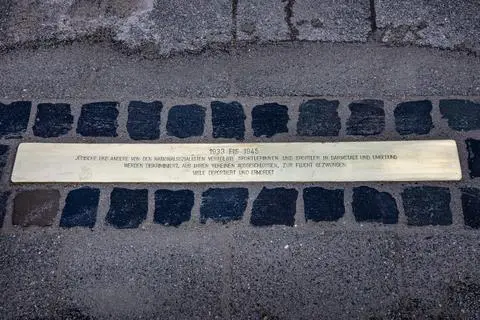 1933 BIS 1945
JÜDISCHE UND ANDERE VON DEN NATIONALSOZIALISTEN VERFOLGTE SPORTLERINNEN UND SPORTLER IN DARMSTADT UND UMGEBUNG
WERDEN DISKRIMINIERT, AUS IHREN VEREINEN AUSGESCHLOSSEN, ZUR FLUCHT GEZWUNGEN.
VIELE DEPORTIERT UND ERMORDET